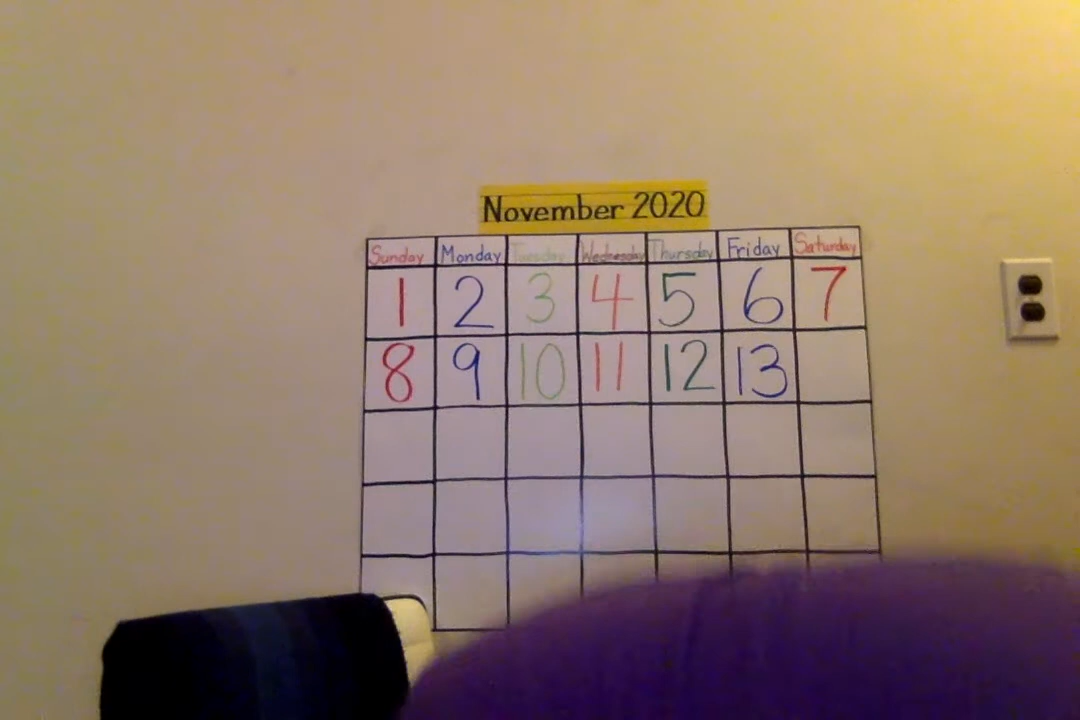 November 2020
Sunday Monday Tuesday Wednesday Thursday Friday Saturday
1 2 3 4 5 6 7
8 9 10 11 12 13